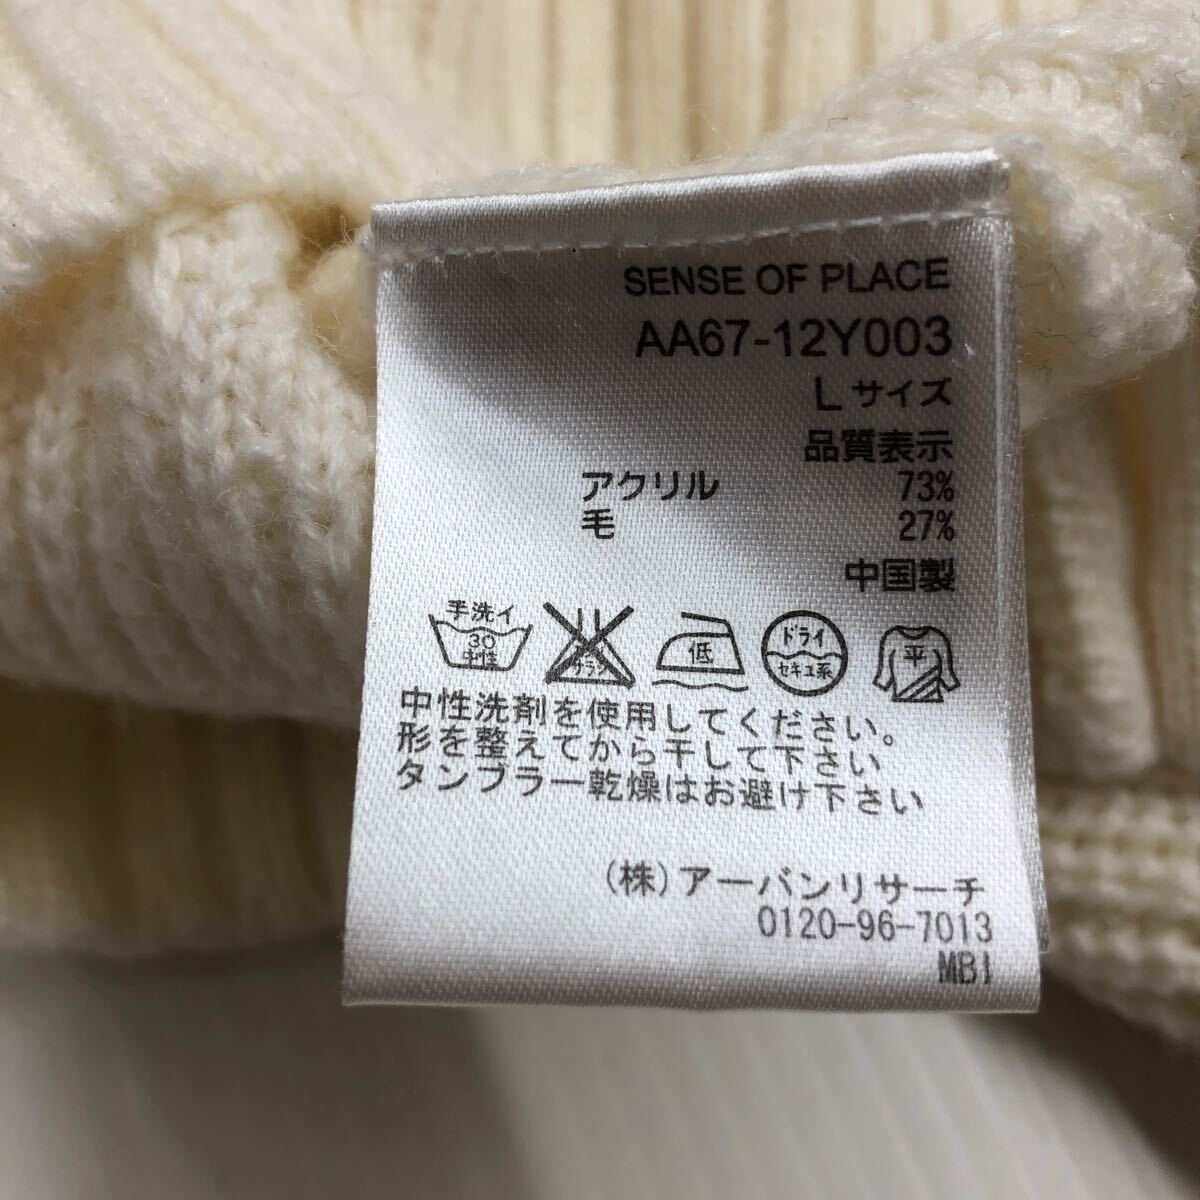 SENSE OF PLACE
AA67-12Y003
Lサイズ
品質表示
アクリル 73%
毛 27%
中国製
手洗イ
30
中性
サラシ
低
ドライ
セキユ系
平
中性洗剤を使用してください。
形を整えてから干して下さい
タンブラー乾燥はお避け下さい
(株)アーバンリサーチ
0120-96-7013
MBI